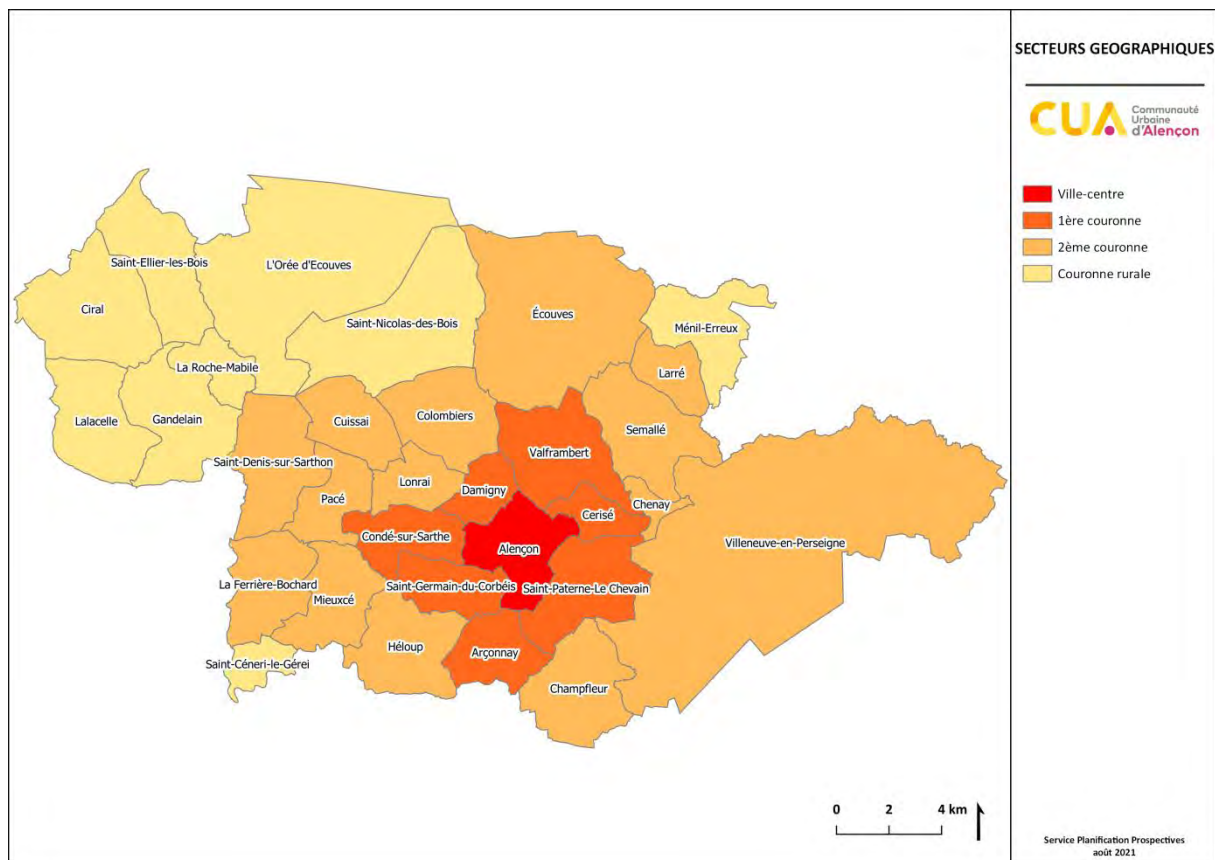 SECTEURS GEOGRAPHIQUES
CUA
Communauté
Urbaine
d'Alençon
Ville-centre
1ère couronne
2ème couronne
Couronne rurale
Saint-Ellier-les-Bois
L'Orée d'Ecouves
Ciral
Saint-Nicolas-des-Bois
Écouves
Ménil-Erreux
La Roche-Mabile
Larré
Lalacelle
Gandelain
Cuissai
Colombiers
Semallé
Valframbert
Saint-Denis-sur-Sarthon
Lonrai
Damigny
Pacé
Chenay
Cerisé
Condé-sur-Sarthe
Alençon
Villeneuve-en-Perseigne
La Ferrière-Bochard
Saint-Germain-du-Corbéis
Saint-Paterne-Le Chevain
Mieuxcé
Héloup
Arçonnay
Saint-Céneri-le-Gérei
Champfleur
0 2 4 km
Service Planification Prospectives
août 2021